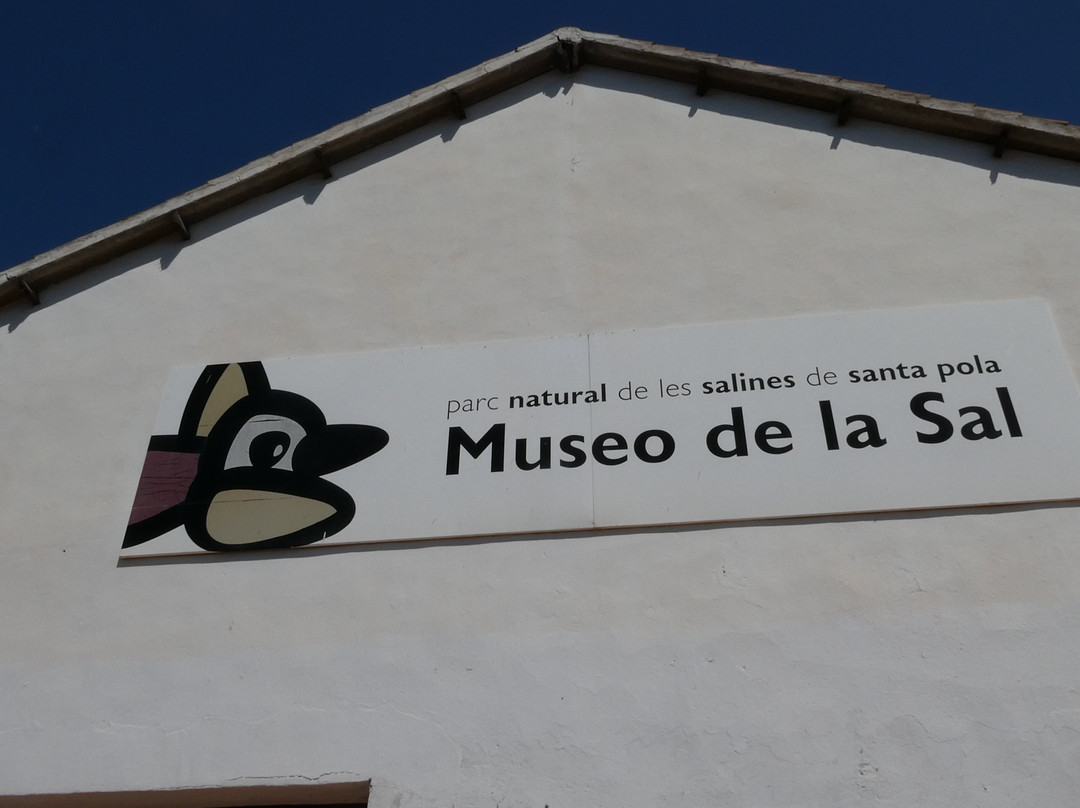 parc natural de les salines de santa pola
Museo de la Sal